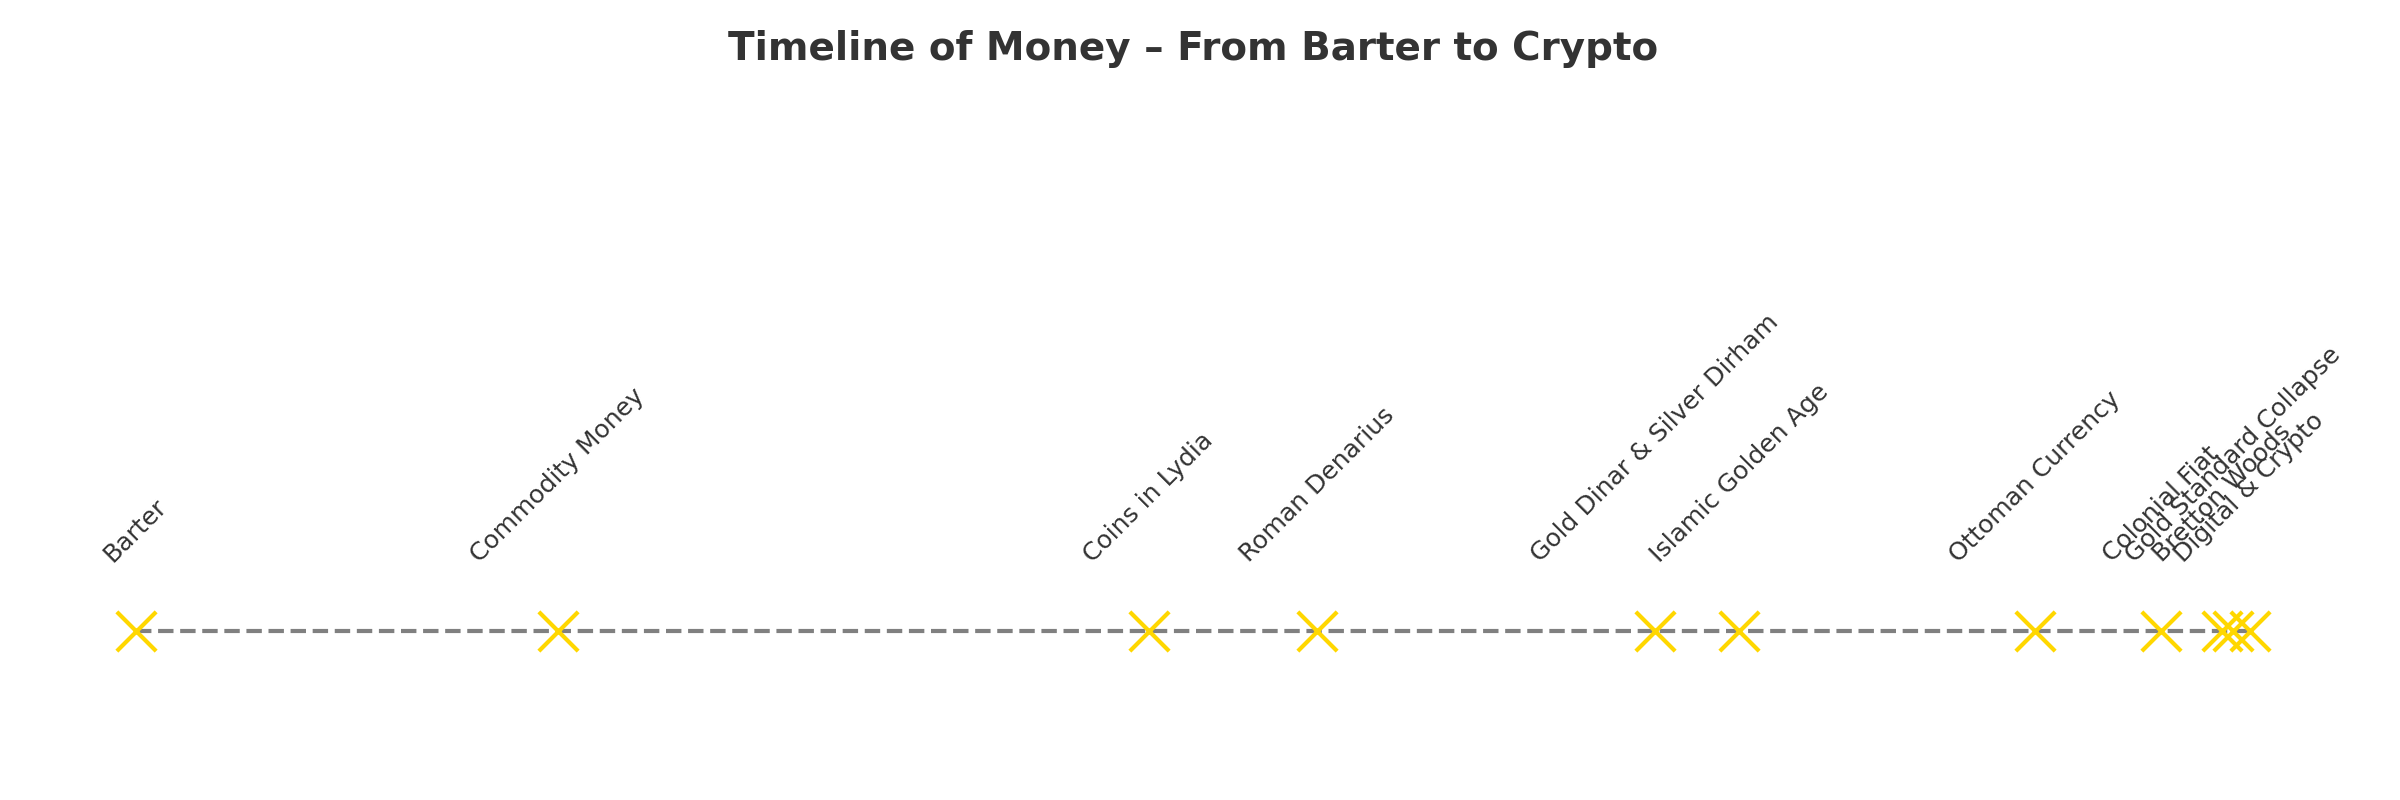 Timeline of Money – From Barter to Crypto
Barter
Commodity Money
Coins in Lydia
Roman Denarius
Gold Dinar & Silver Dirham
Islamic Golden Age
Ottoman Currency
Colonial Fiat
Gold Standard Collapse
Bretton Woods
Digital & Crypto